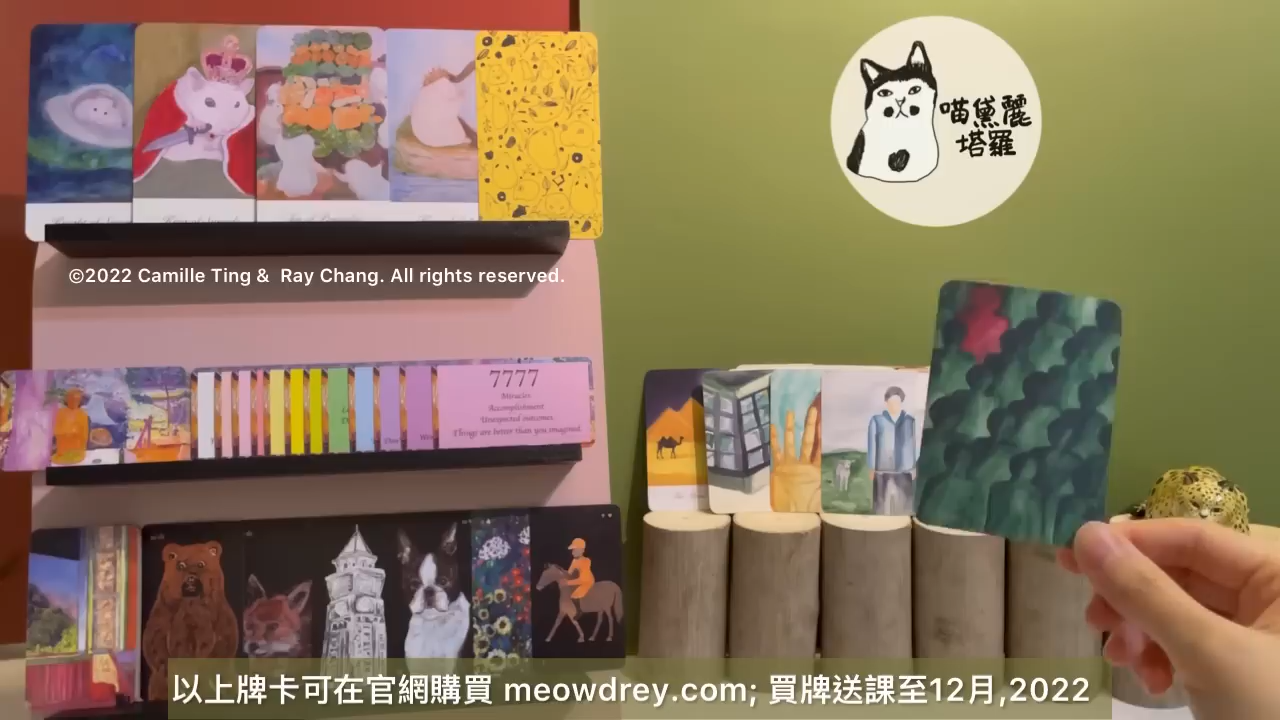 喵黛麗
塔羅
©2022 Camille Ting & Ray Chang. All rights reserved.
7777
Miracles
Accomplishment
Unexpected outcomes
Things are better than you imagined.
以上牌卡可在官網購買 meowdrey.com; 買牌送課至12月,2022